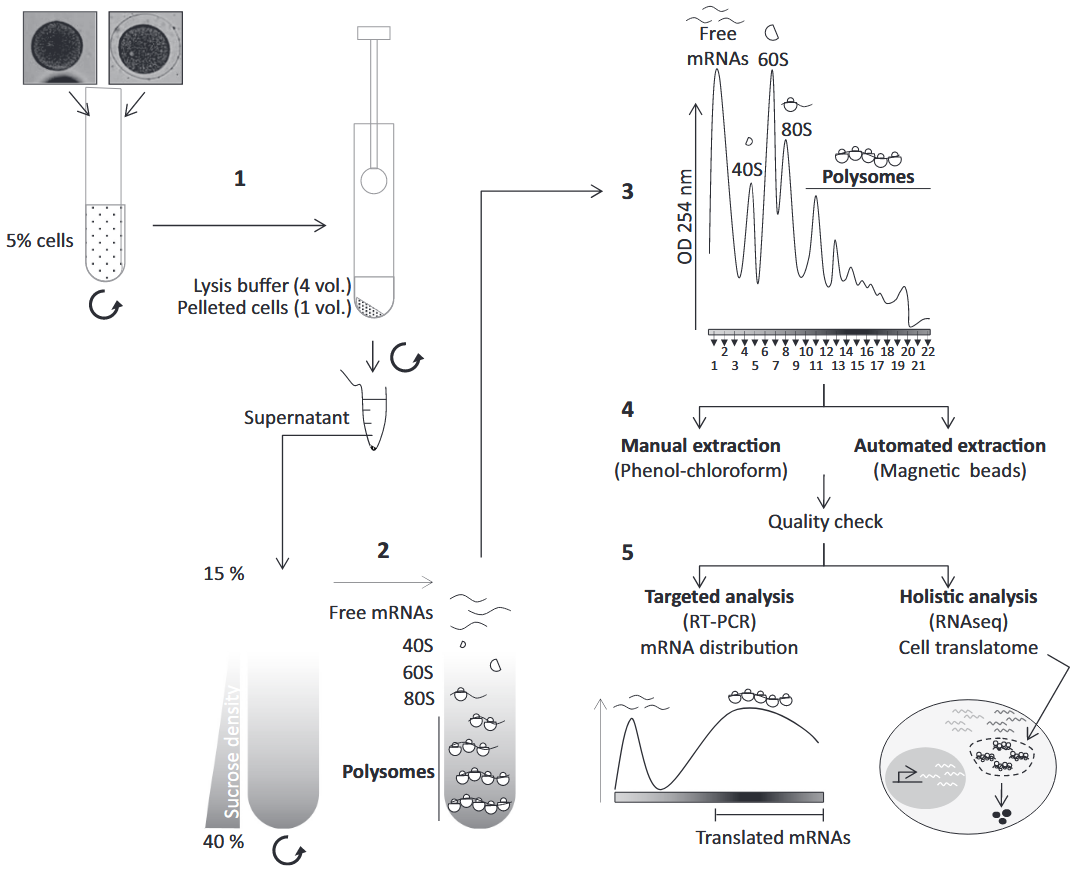 1
5% cells
Lysis buffer (4 vol.)
Pelleted cells (1 vol.)
Supernatant
2
15 %
Sucrose density
40 %
Free mRNAs
40S
60S
80S
Polysomes
3
OD 254 nm
Free
mRNAs
40S
60S
80S
Polysomes
2 4 6 8 10 12 14 16 18 20 22
1 3 5 7 9 11 13 15 17 19 21
4
Manual extraction
(Phenol-chloroform)
Automated extraction
(Magnetic beads)
Quality check
5
Targeted analysis
(RT-PCR)
mRNA distribution
Translated mRNAs
Holistic analysis
(RNAseq)
Cell translatome